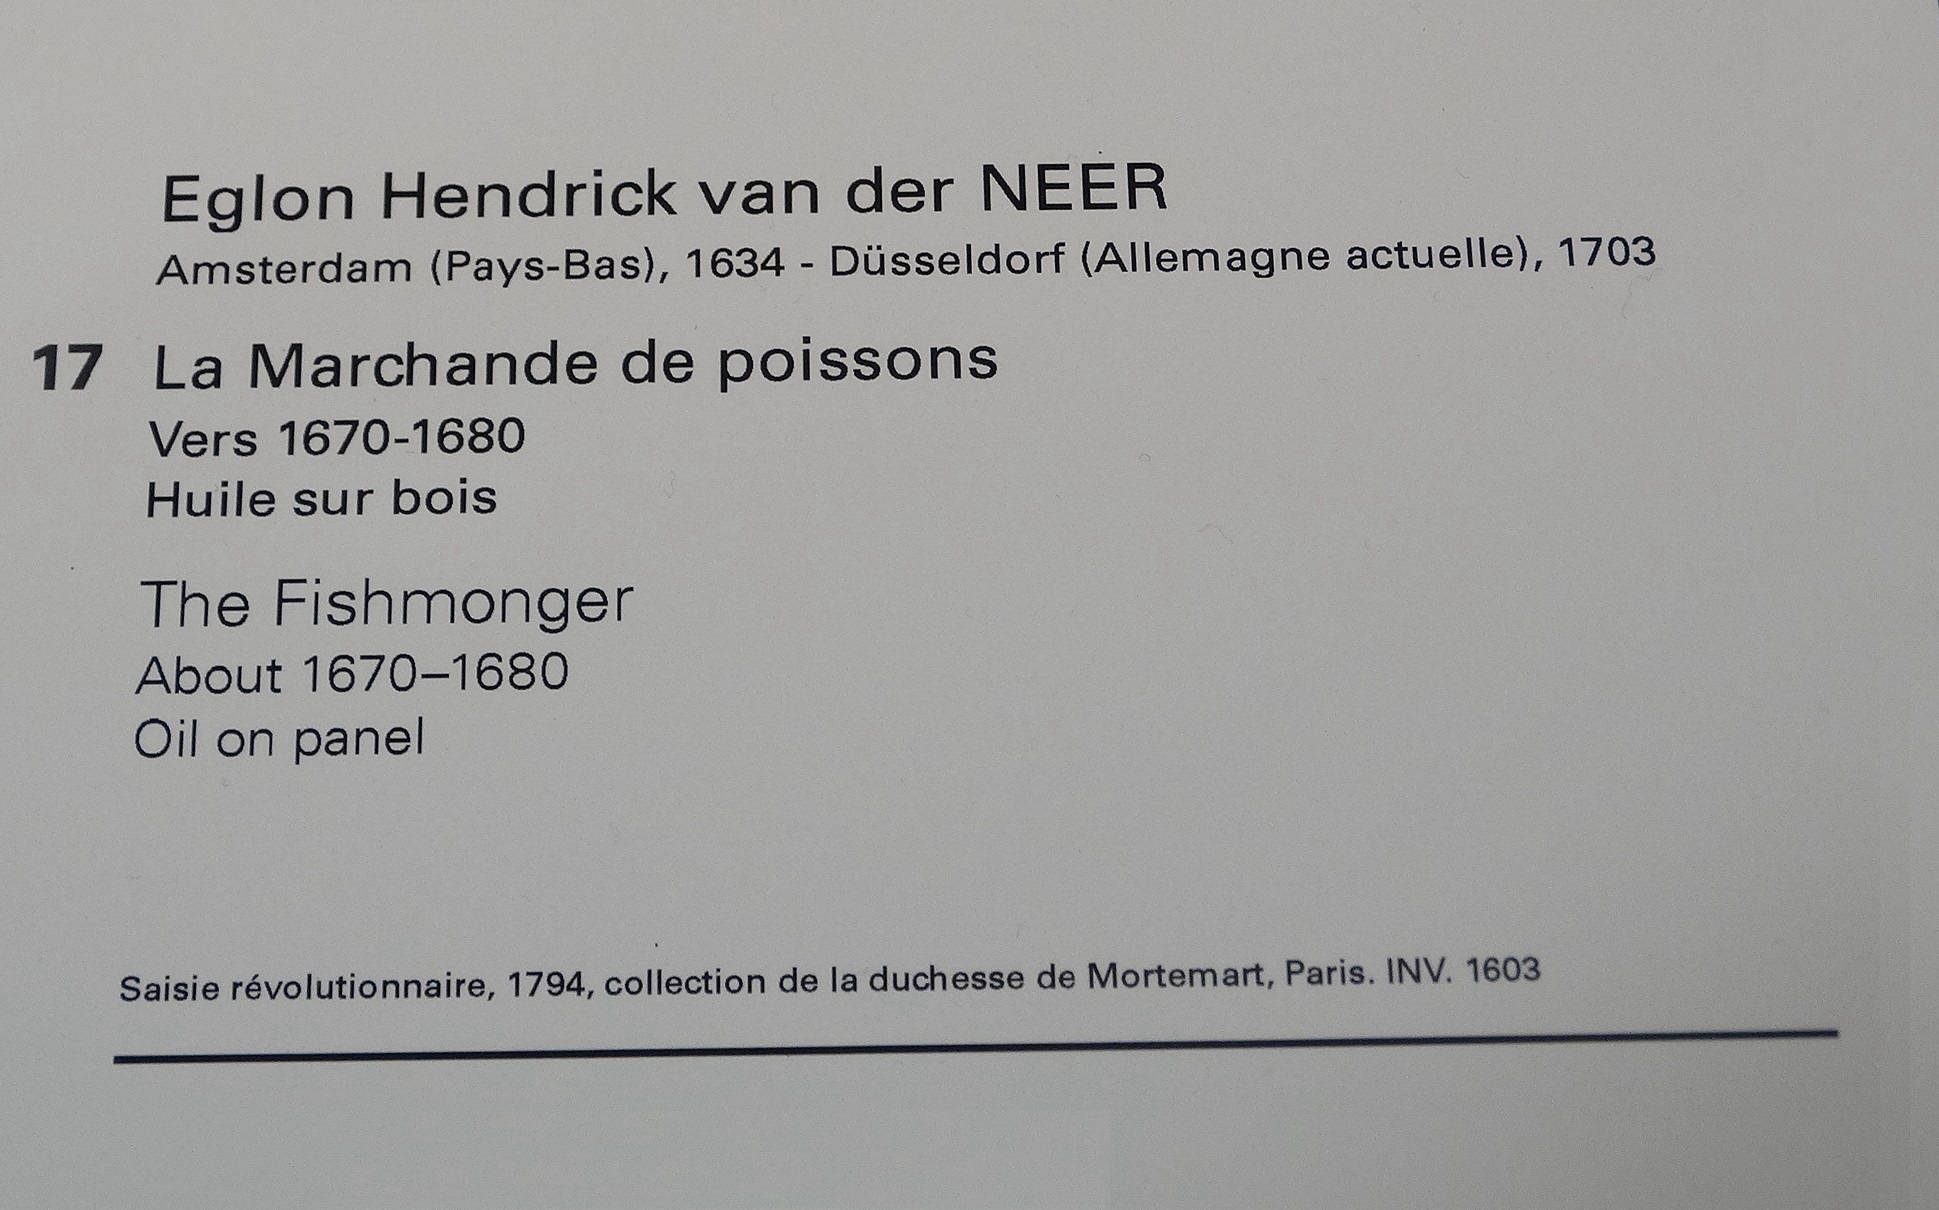 Eglon Hendrick van der NEER
Amsterdam (Pays-Bas), 1634 - Düsseldorf (Allemagne actuelle), 1703
17 La Marchande de poissons
Vers 1670-1680
Huile sur bois
The Fishmonger
About 1670–1680
Oil on panel
Saisie révolutionnaire, 1794, collection de la duchesse de Mortemart, Paris. INV. 1603